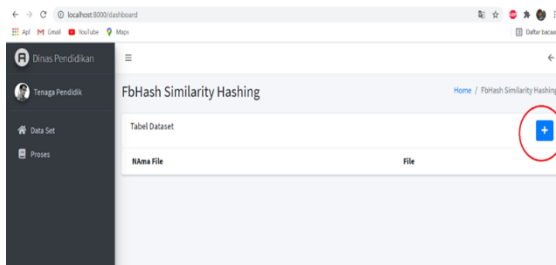 localhost:8000/dashboard
Apl Gmail YouTube Maps Daftar bacaan
Dinas Pendidikan
Tenaga Pendidik
FbHash Similarity Hashing
Home / FbHash Similarity Hashing
Data Set
Tabel Dataset
Proses
NAma File File